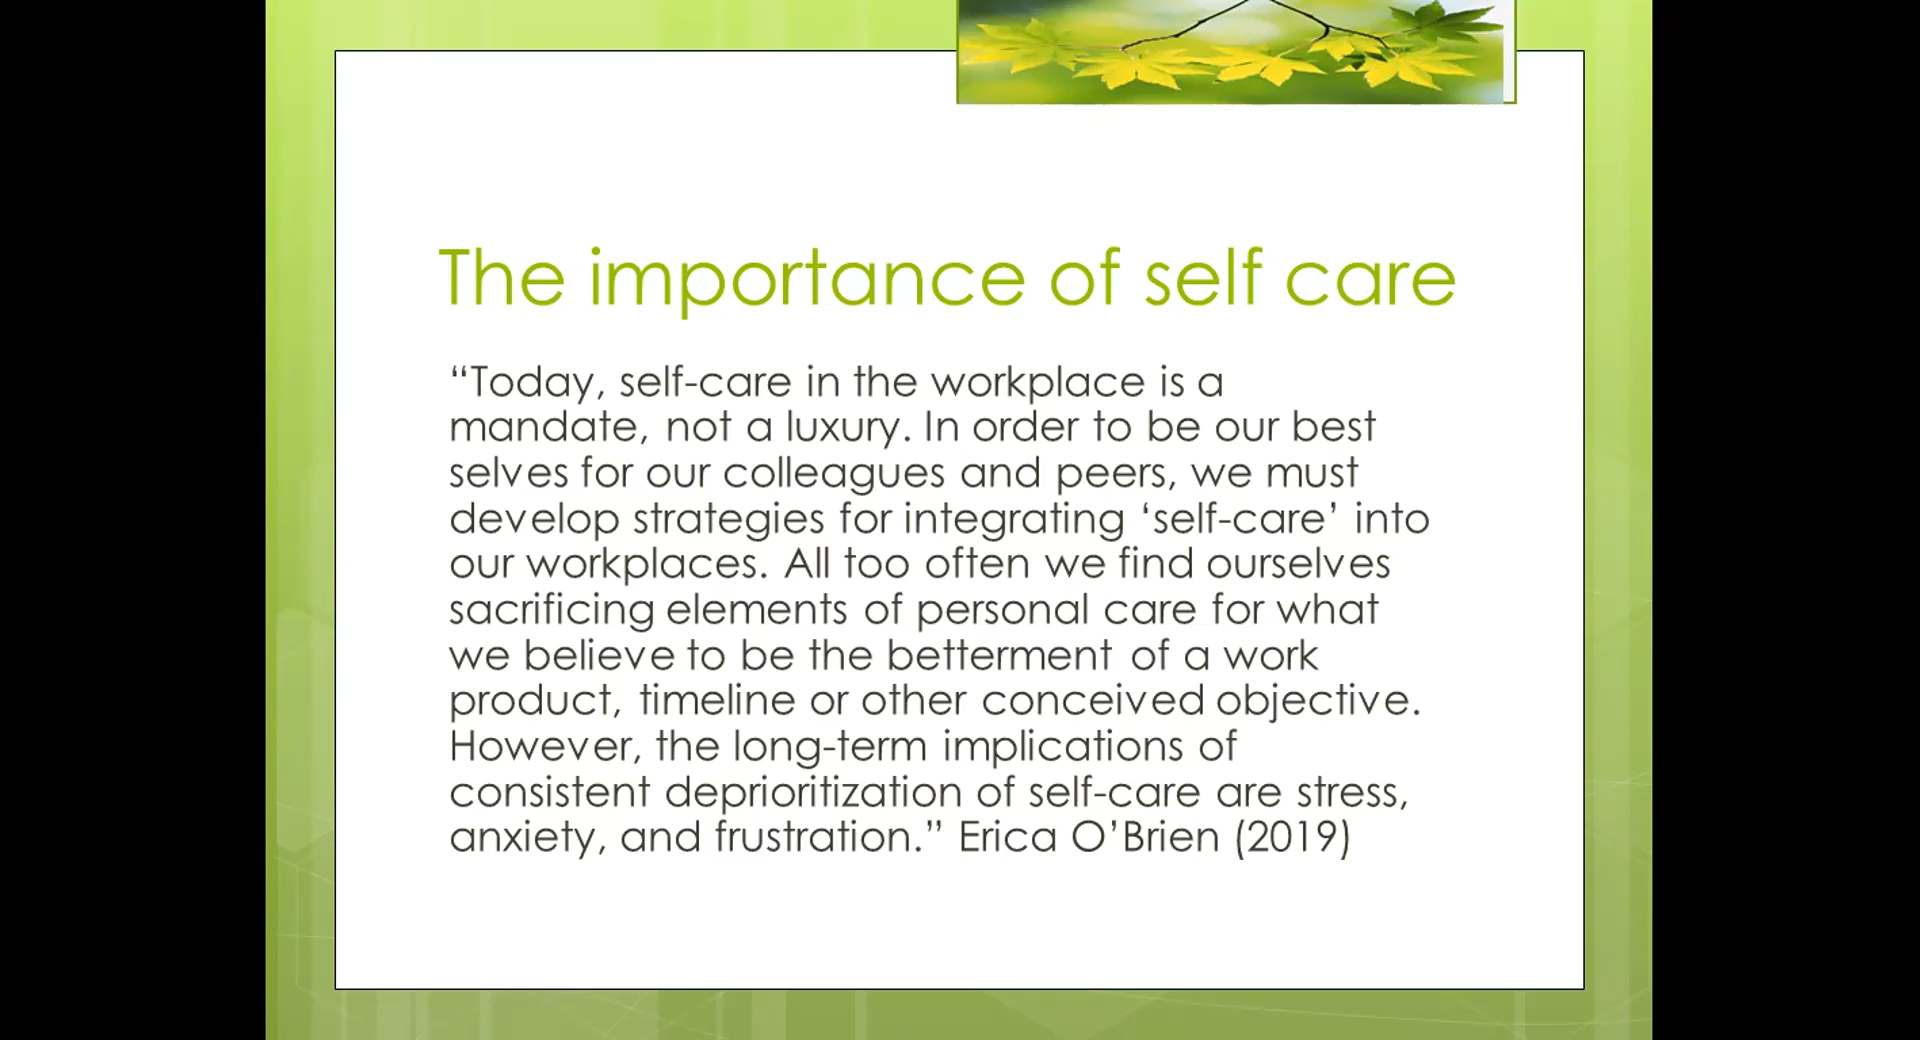 The importance of self care
“Today, self-care in the workplace is a
mandate, not a luxury. In order to be our best
selves for our colleagues and peers, we must
develop strategies for integrating ‘self-care’ into
our workplaces. All too often we find ourselves
sacrificing elements of personal care for what
we believe to be the betterment of a work
product, timeline or other conceived objective.
However, the long-term implications of
consistent deprioritization of self-care are stress,
anxiety, and frustration.” Erica O’Brien (2019)